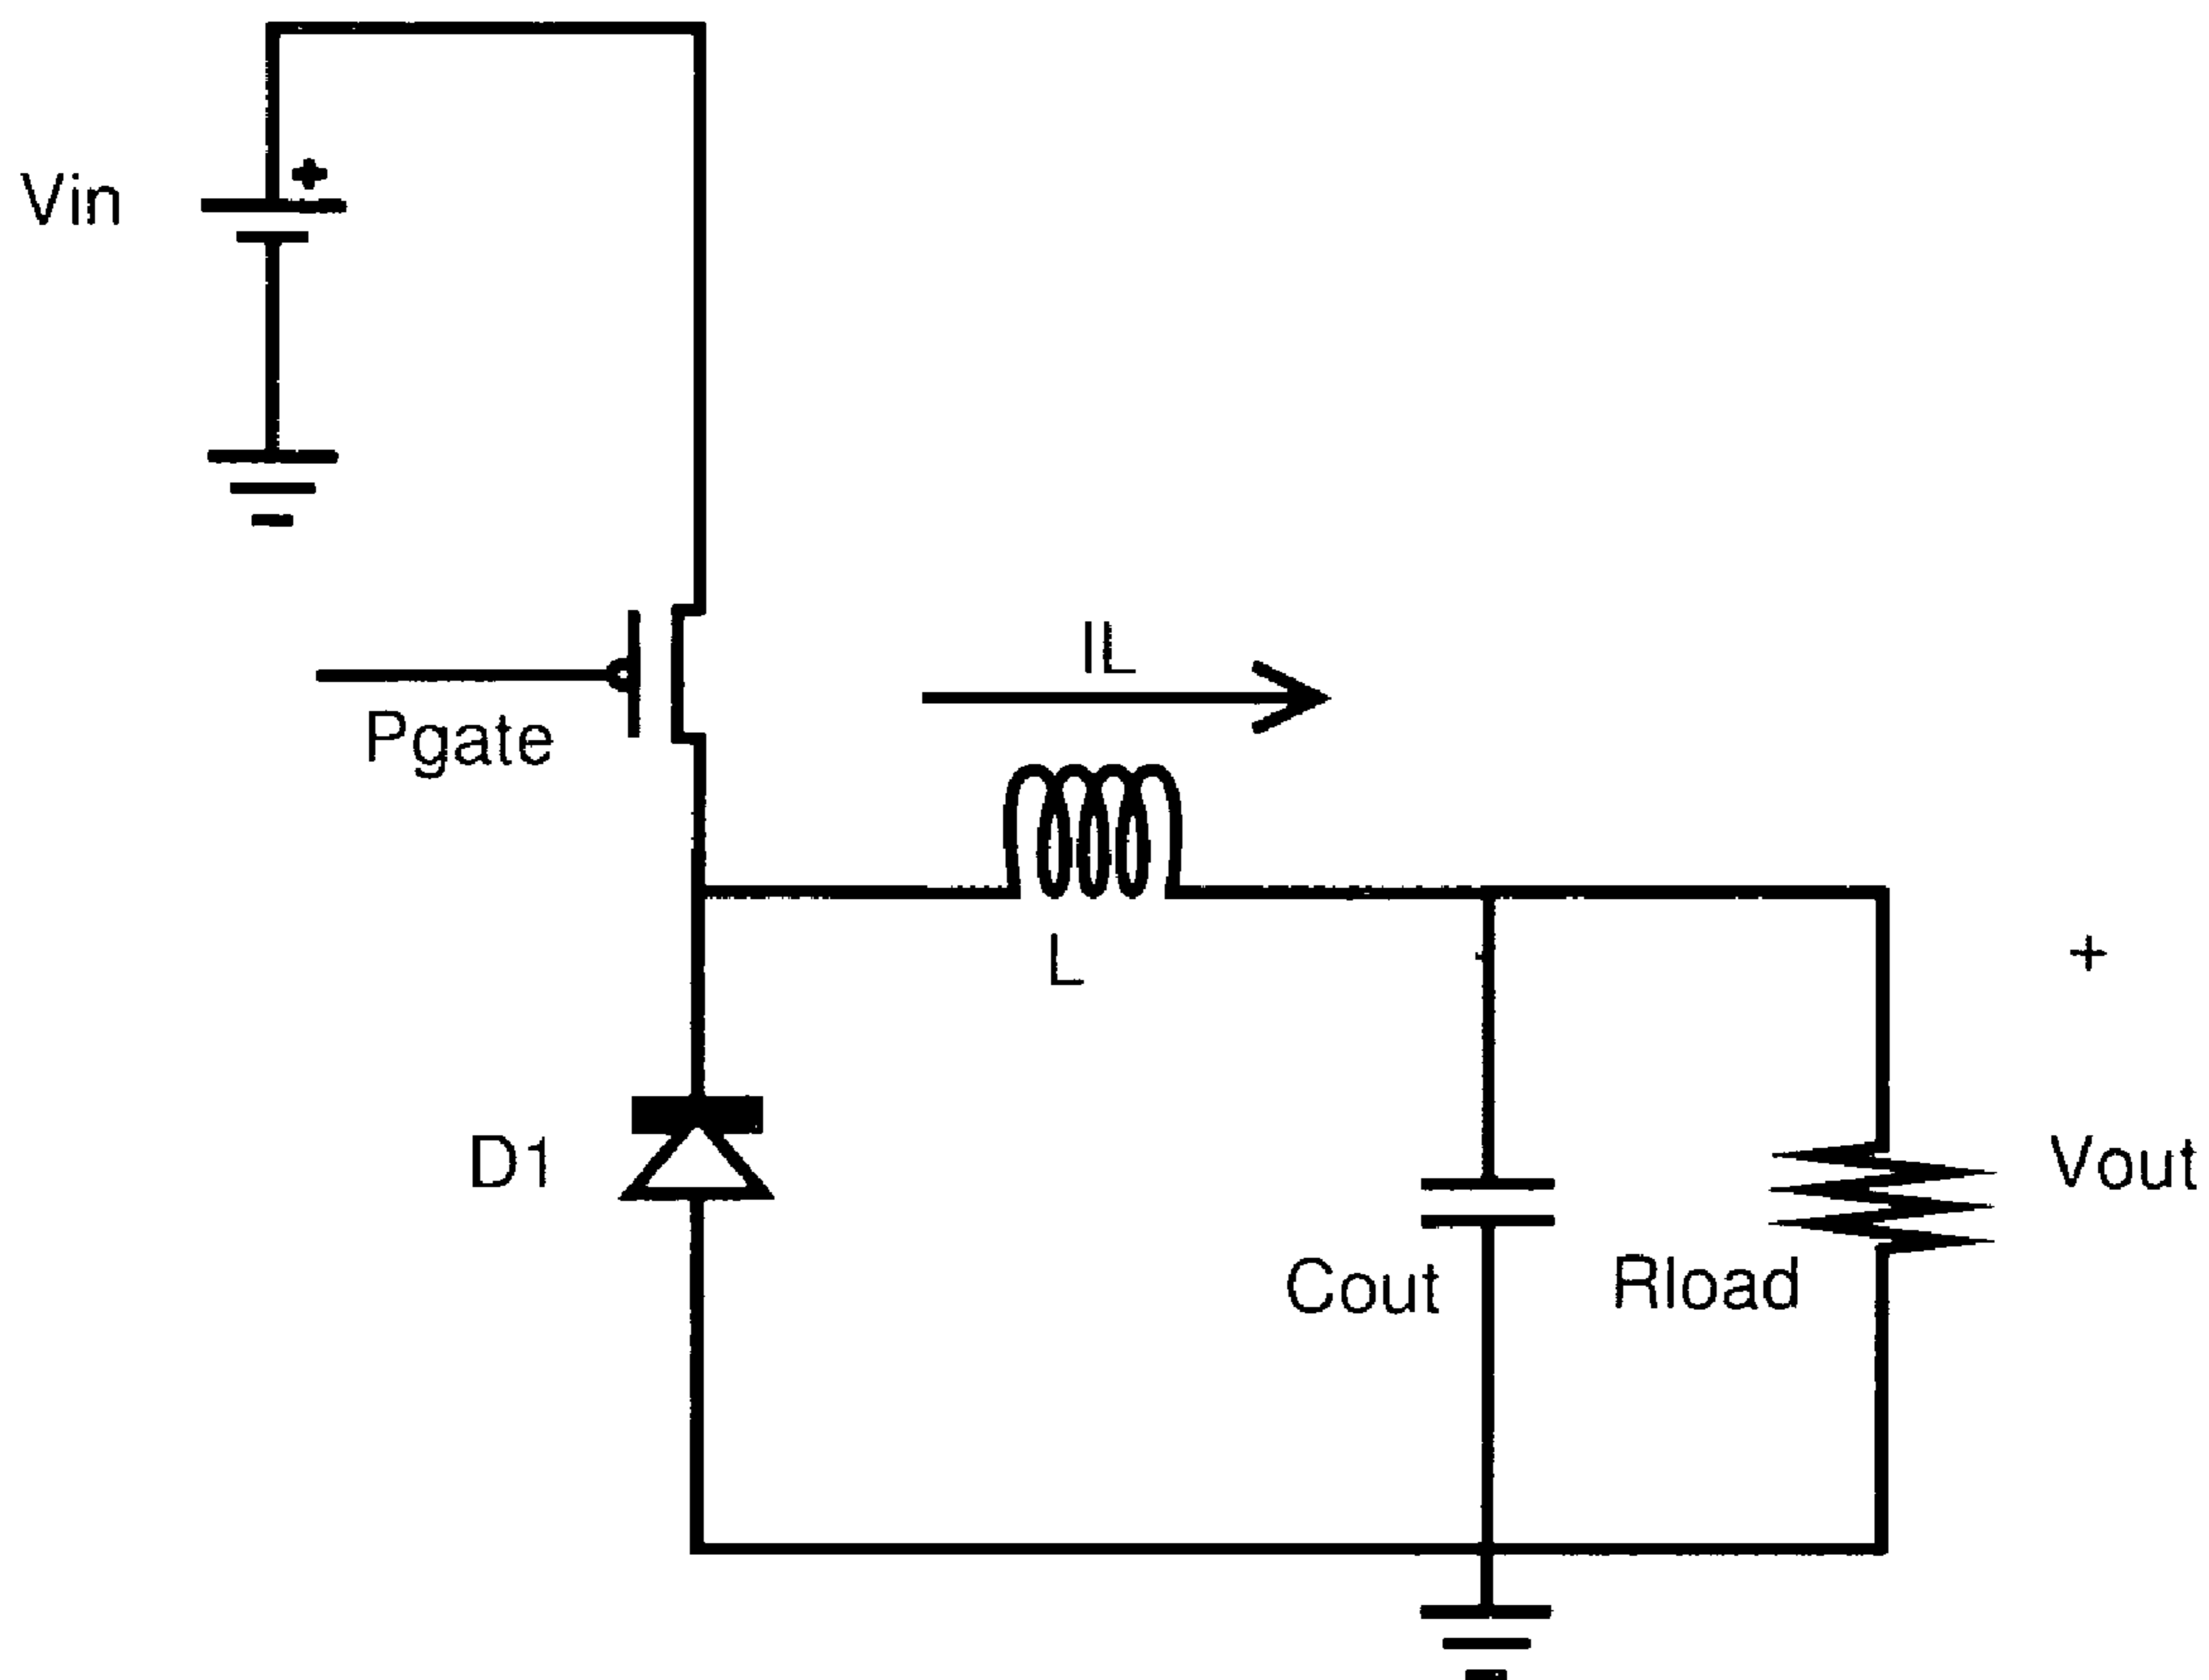 Vin
+
IL
Pgate
L
+
D1
Vout
Cout
Rload